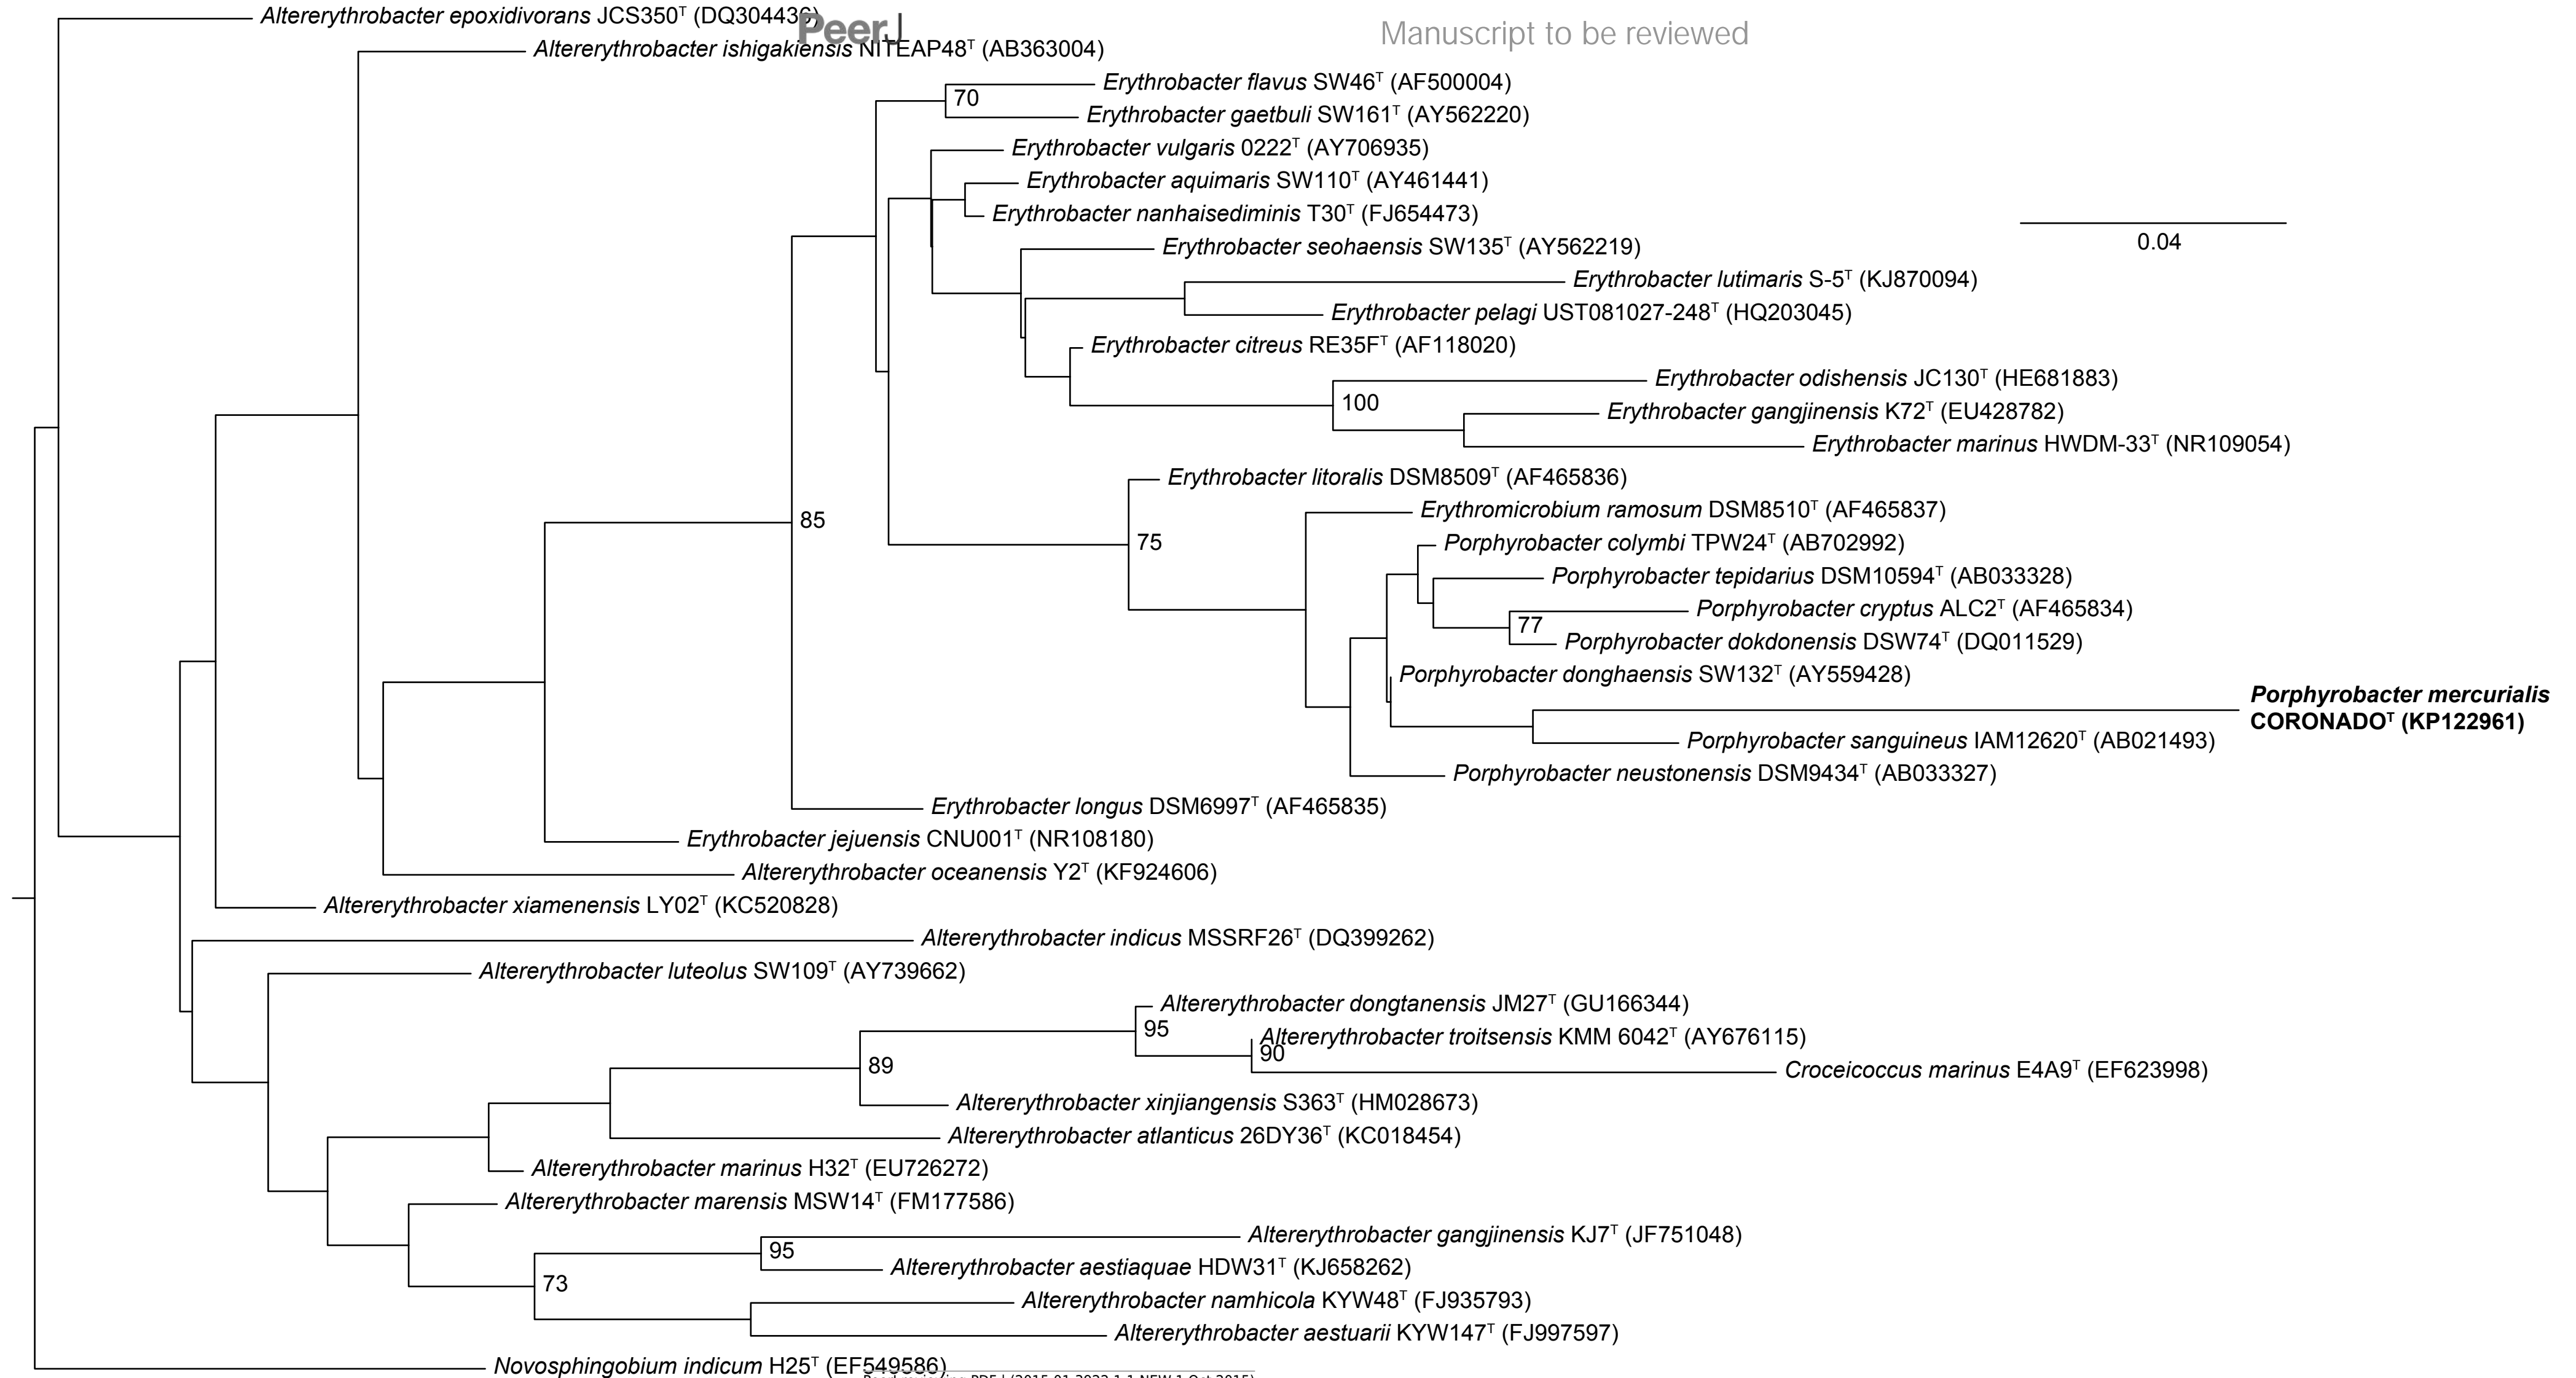 Altererythrobacter epoxidivorans JCS350T (DQ304436)
PeerJ
Manuscript to be reviewed
Altererythrobacter ishigakiensis NITEAP48T (AB363004)
Erythrobacter flavus SW46T (AF500004)
70
Erythrobacter gaetbuli SW161T (AY562220)
Erythrobacter vulgaris 0222T (AY706935)
Erythrobacter aquimaris SW110T (AY461441)
Erythrobacter nanhaisediminis T30T (FJ654473)
Erythrobacter seohaensis SW135T (AY562219)
0.04
Erythrobacter lutimaris S-5T (KJ870094)
Erythrobacter pelagi UST081027-248T (HQ203045)
Erythrobacter citreus RE35FT (AF118020)
Erythrobacter odishensis JC130T (HE681883)
100
Erythrobacter gangjinensis K72T (EU428782)
Erythrobacter marinus HWDM-33T (NR109054)
Erythrobacter litoralis DSM8509T (AF465836)
Erythromicrobium ramosum DSM8510T (AF465837)
85
75
Porphyrobacter colymbi TPW24T (AB702992)
Porphyrobacter tepidarius DSM10594T (AB033328)
Porphyrobacter cryptus ALC2T (AF465834)
77
Porphyrobacter dokdonensis DSW74T (DQ011529)
Porphyrobacter donghaensis SW132T (AY559428)
Porphyrobacter mercurialis
CORONADOT (KP122961)
Porphyrobacter sanguineus IAM12620T (AB021493)
Porphyrobacter neustonensis DSM9434T (AB033327)
Erythrobacter longus DSM6997T (AF465835)
Erythrobacter jejuensis CNU001T (NR108180)
Altererythrobacter oceanensis Y2T (KF924606)
Altererythrobacter xiamenensis LY02T (KC520828)
Altererythrobacter indicus MSSRF26T (DQ399262)
Altererythrobacter luteolus SW109T (AY739662)
Altererythrobacter dongtanensis JM27T (GU166344)
95
Altererythrobacter troitsensis KMM 6042T (AY676115)
90
89
Croceicoccus marinus E4A9T (EF623998)
Altererythrobacter xinjiangensis S363T (HM028673)
Altererythrobacter atlanticus 26DY36T (KC018454)
Altererythrobacter marinus H32T (EU726272)
Altererythrobacter marensis MSW14T (FM177586)
Altererythrobacter gangjinensis KJ7T (JF751048)
95
Altererythrobacter aestiaquae HDW31T (KJ658262)
73
Altererythrobacter namhicola KYW48T (FJ935793)
Altererythrobacter aestuarii KYW147T (FJ997597)
Novosphingobium indicum H25T (EF549586)